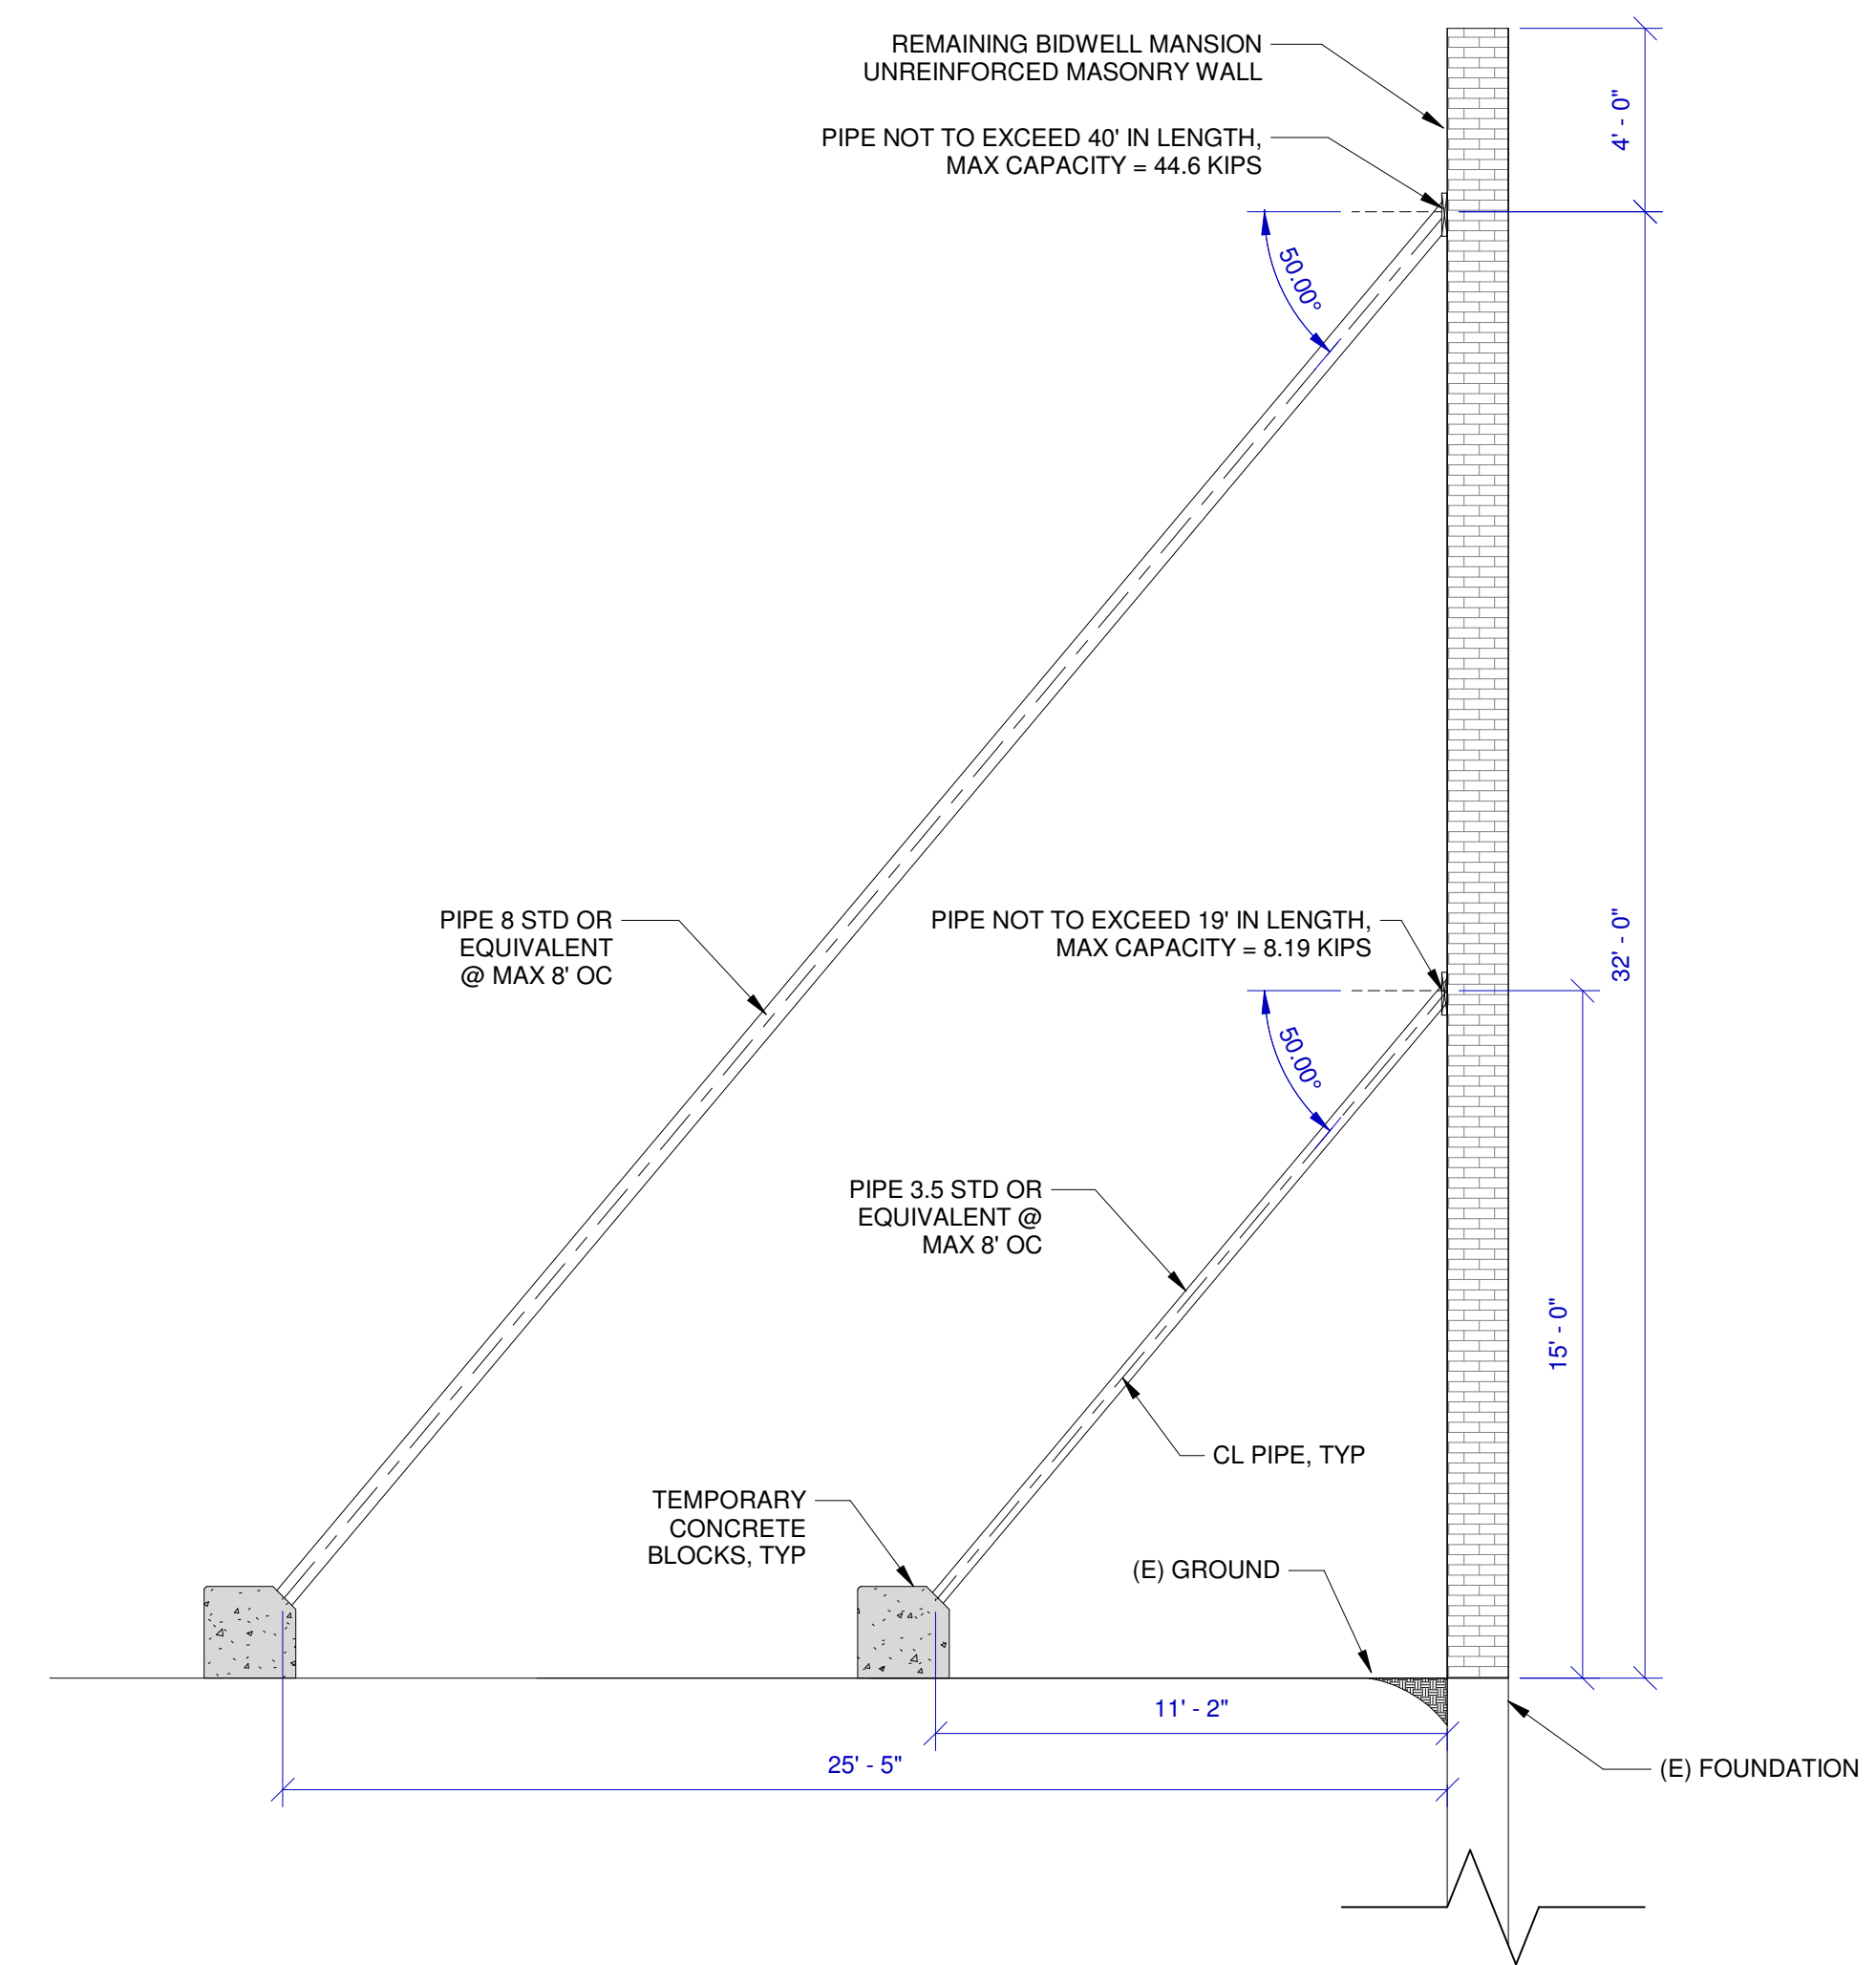 REMAINING BIDWELL MANSION
UNREINFORCED MASONRY WALL
4' - 0"
PIPE NOT TO EXCEED 40' IN LENGTH,
MAX CAPACITY = 44.6 KIPS
50.00°
PIPE 8 STD OR
EQUIVALENT
@ MAX 8' OC
PIPE NOT TO EXCEED 19' IN LENGTH,
MAX CAPACITY = 8.19 KIPS
32' - 0"
50.00°
PIPE 3.5 STD OR
EQUIVALENT @
MAX 8' OC
15' - 0"
CL PIPE, TYP
TEMPORARY
CONCRETE
BLOCKS, TYP
(E) GROUND
11' - 2"
25' - 5"
(E) FOUNDATION